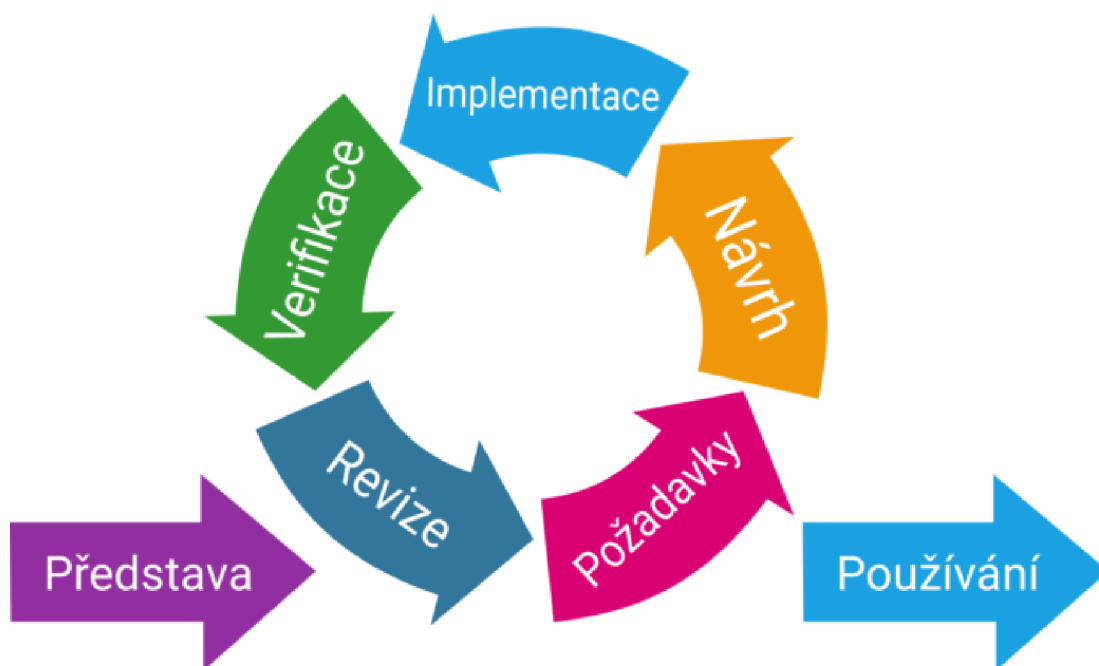 Implementace
Verifikace
Návrh
Revize
Požadavky
Představa
Používání